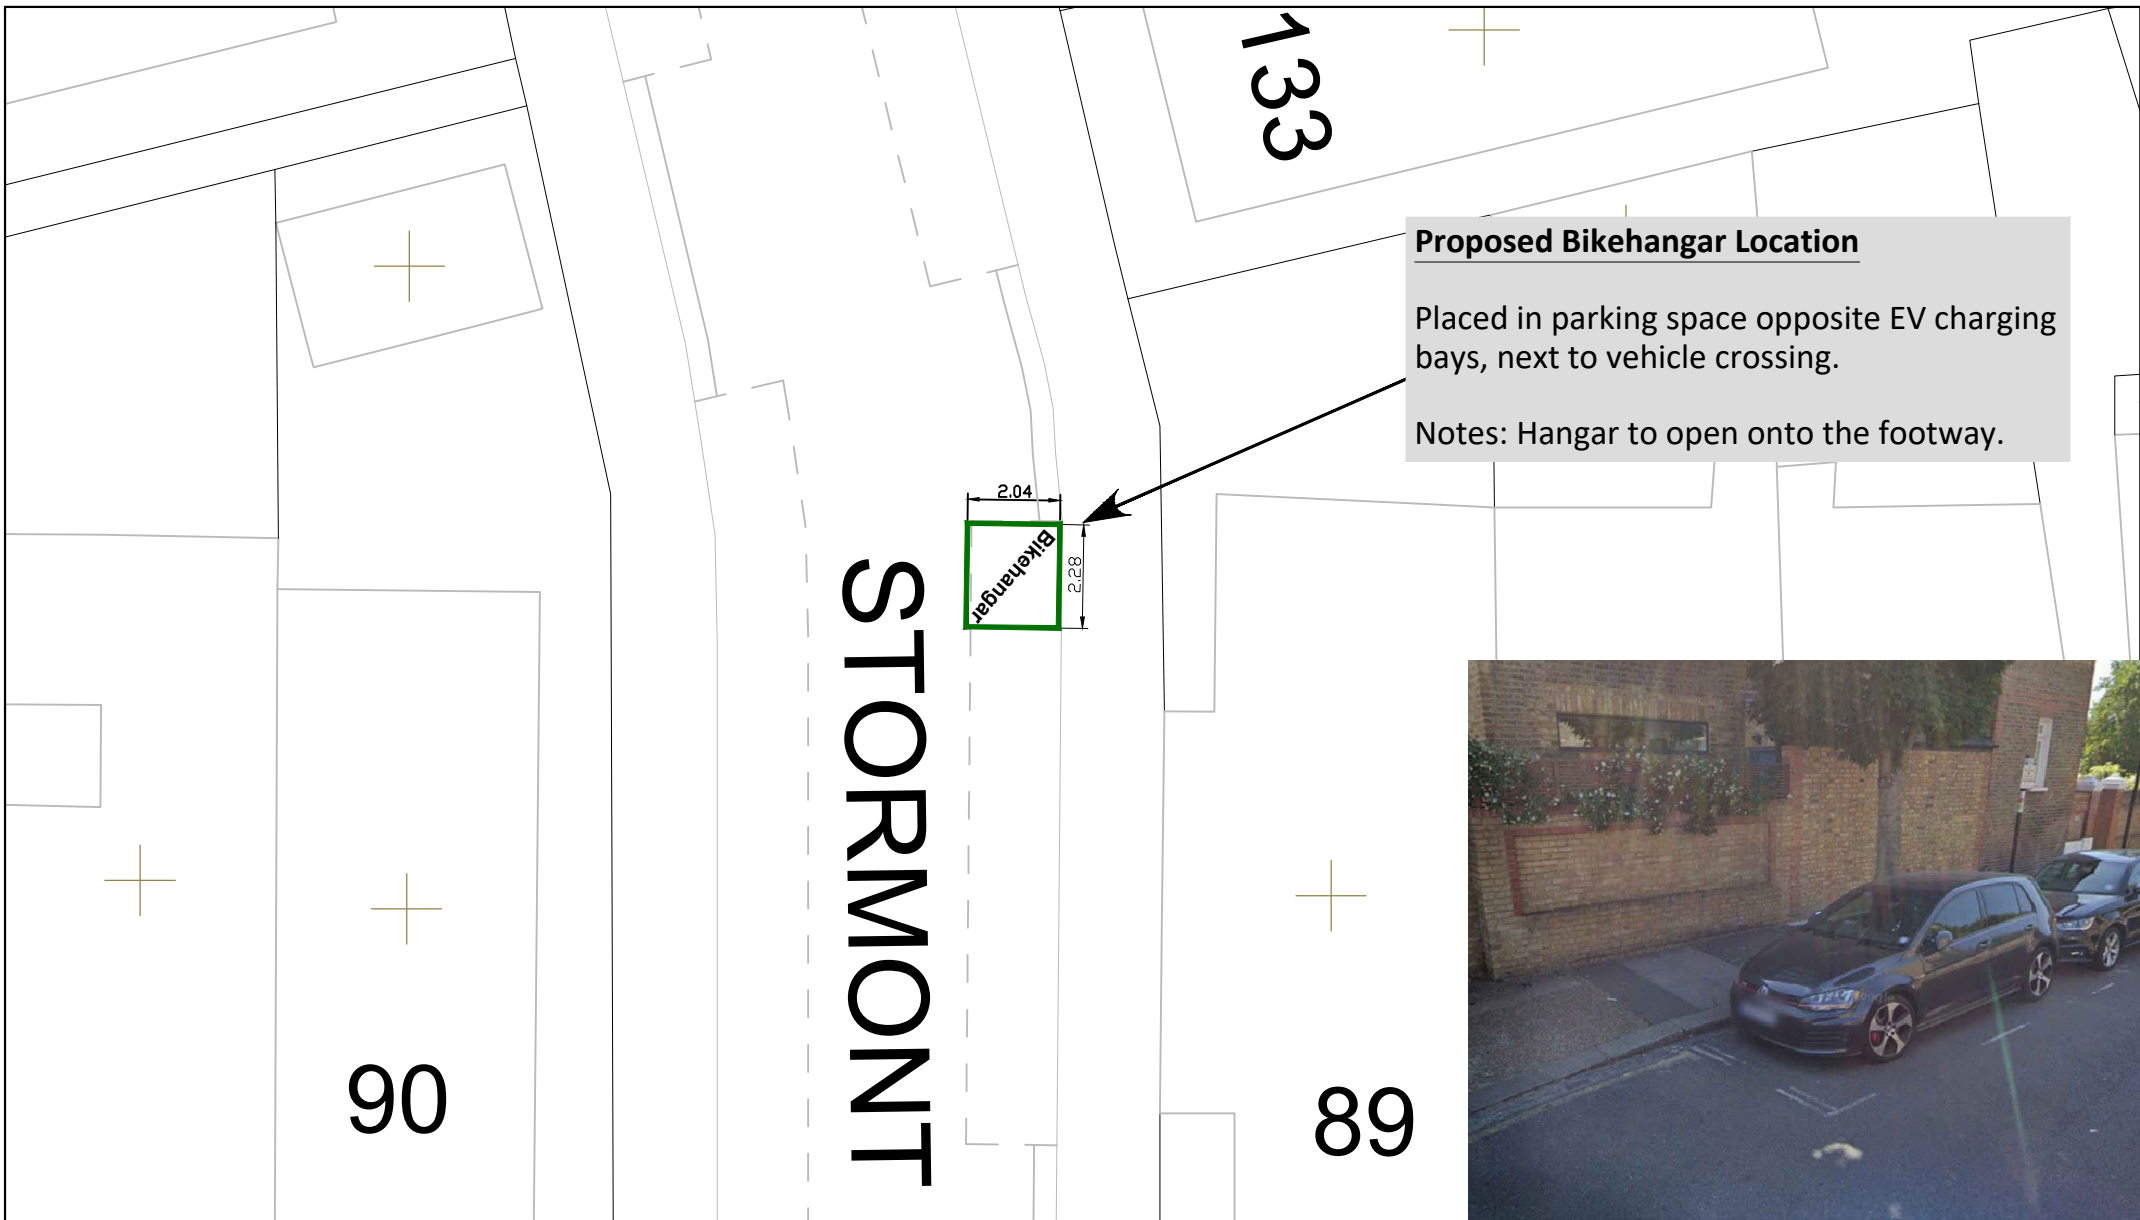 133
Proposed Bikehangar Location
Placed in parking space opposite EV charging
bays, next to vehicle crossing.
Notes: Hangar to open onto the footway.
2.04
Bikehangar
2.28
STORMONT
90
89